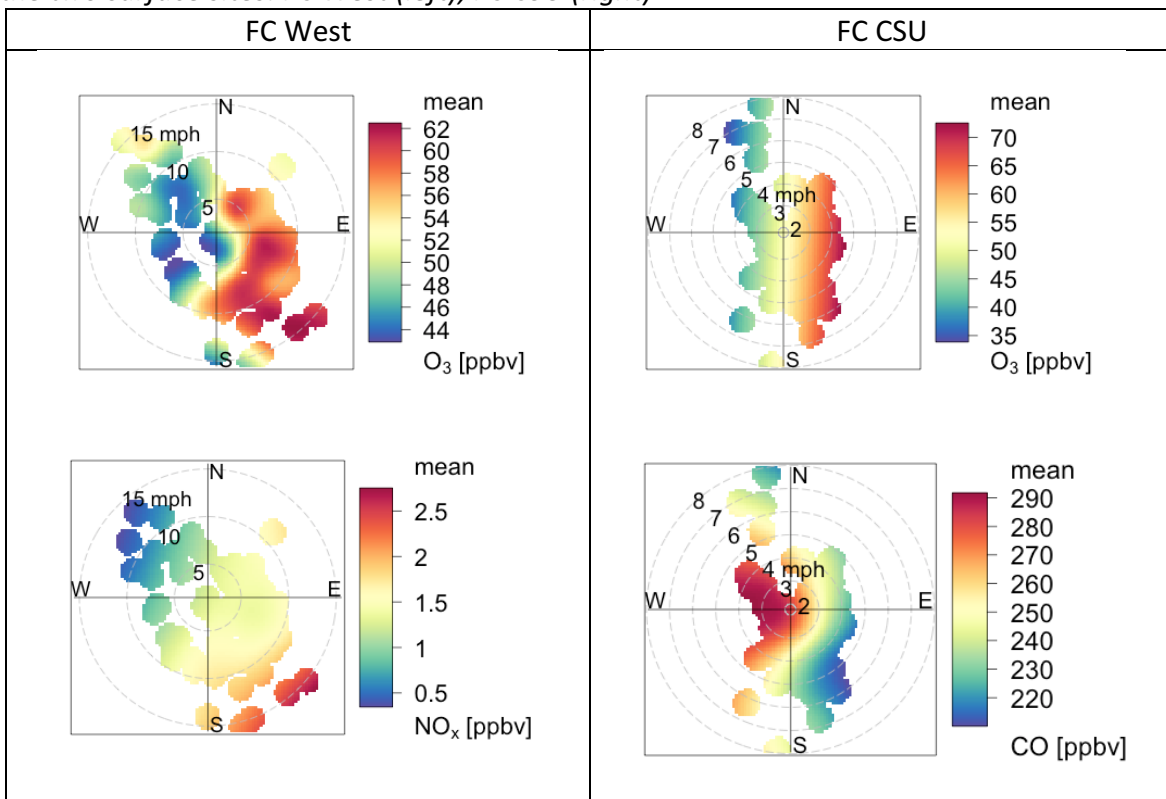 FC West
FC CSU
N
15 mph
10
5
W
E
S
mean
62
60
58
56
54
52
50
48
46
44
O3 [ppbv]
N
8
7
6
5
4 mph
3
2
W
E
S
mean
70
65
60
55
50
45
40
35
O3 [ppbv]
N
15 mph
10
5
W
E
S
mean
2.5
2
1.5
1
0.5
NOx [ppbv]
N
8
7
6
5
4 mph
3
2
W
E
S
mean
290
280
270
260
250
240
230
220
CO [ppbv]